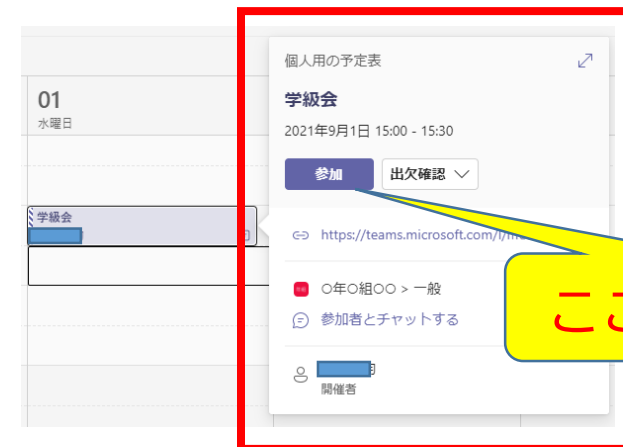 個人用の予定表
01
水曜日
学級会
2021年9月1日 15:00 - 15:30
参加
出欠確認
学級会
https://teams.microsoft.com/l/m
○年○組○○ > 一般
参加者とチャットする
開催者
ここ